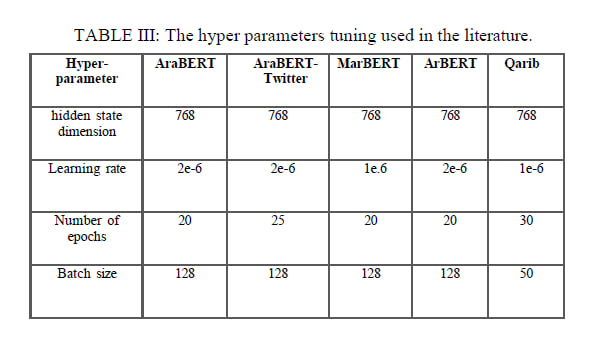 TABLE III: The hyper parameters tuning used in the literature.
Hyper-parameter AraBERT AraBERT-Twitter MarBERT ArBERT Qarib
hidden state dimension 768 768 768 768 768
Learning rate 2e-6 2e-6 1e.6 2e-6 1e-6
Number of epochs 20 25 20 20 30
Batch size 128 128 128 128 50